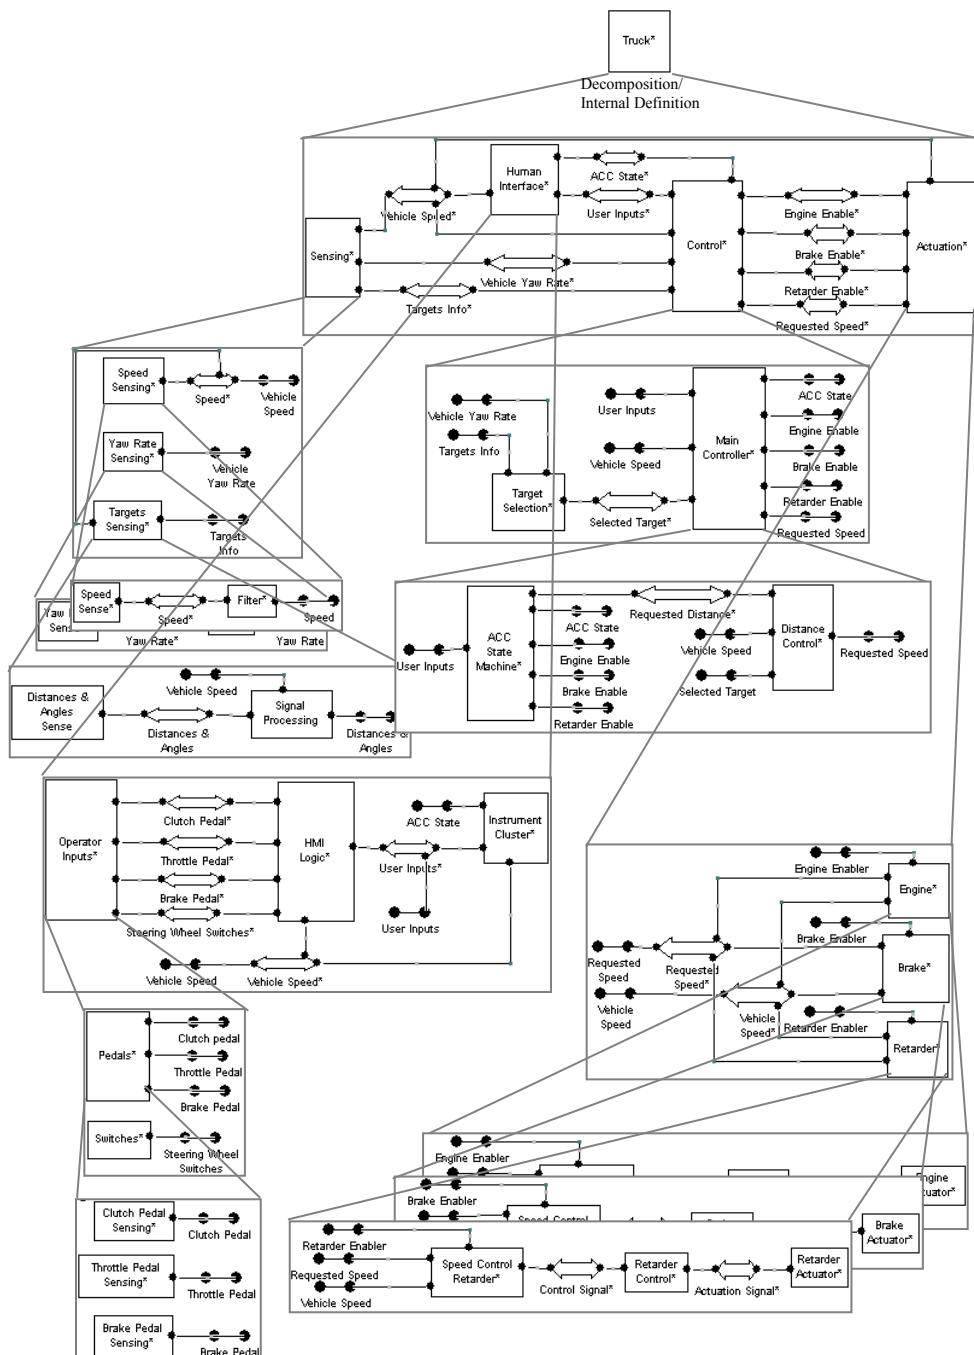 Truck*
Decomposition/
Internal Definition
Human
Interface*
ACC State*
Vehicle Speed*
User Inputs*
Engine Enable*
Sensing*
Control*
Brake Enable*
Actuation*
Vehicle Yaw Rate*
Retarder Enable*
Targets Info*
Requested Speed*
Speed
Sensing*
Speed*
Vehicle
Speed
Yaw Rate
Sensing*
Vehicle
Yaw Rate
Targets
Sensing*
Targets
Info
Vehicle Yaw Rate
Targets Info
User Inputs
Vehicle Speed
Main
Controller*
Target
Selection*
Selected Target*
ACC State
Engine Enable
Brake Enable
Retarder Enable
Requested Speed
Speed
Sense*
Speed*
Filter*
Speed
Yaw Rate*
Yaw Rate
Distances &
Angles
Sense
Vehicle Speed
Signal
Processing
Distances &
Angles
Distances &
Angles
User Inputs
ACC
State
Machine*
Requested Distance*
ACC State
Engine Enable
Brake Enable
Retarder Enable
Vehicle Speed
Selected Target
Distance
Control*
Requested Speed
Operator
Inputs*
Clutch Pedal*
Throttle Pedal*
Brake Pedal*
Steering Wheel Switches*
HMI
Logic*
ACC State
Instrument
Cluster*
User Inputs*
User Inputs
Vehicle Speed
Vehicle Speed*
Engine Enabler
Engine*
Brake Enabler
Requested
Speed
Requested
Speed*
Brake*
Vehicle
Speed
Vehicle
Speed*
Retarder Enabler
Retarder*
Pedals*
Clutch pedal
Throttle Pedal
Brake Pedal
Switches*
Steering Wheel
Switches
Clutch Pedal
Sensing*
Clutch Pedal
Throttle Pedal
Sensing*
Throttle Pedal
Brake Pedal
Sensing*
Brake Pedal
Engine Enabler
Engine
Brake Enabler
Speed Control
Brake
Actuator*
Retarder Enabler
Requested Speed
Vehicle Speed
Speed Control
Retarder*
Control Signal*
Retarder
Control*
Actuation Signal*
Retarder
Actuator*